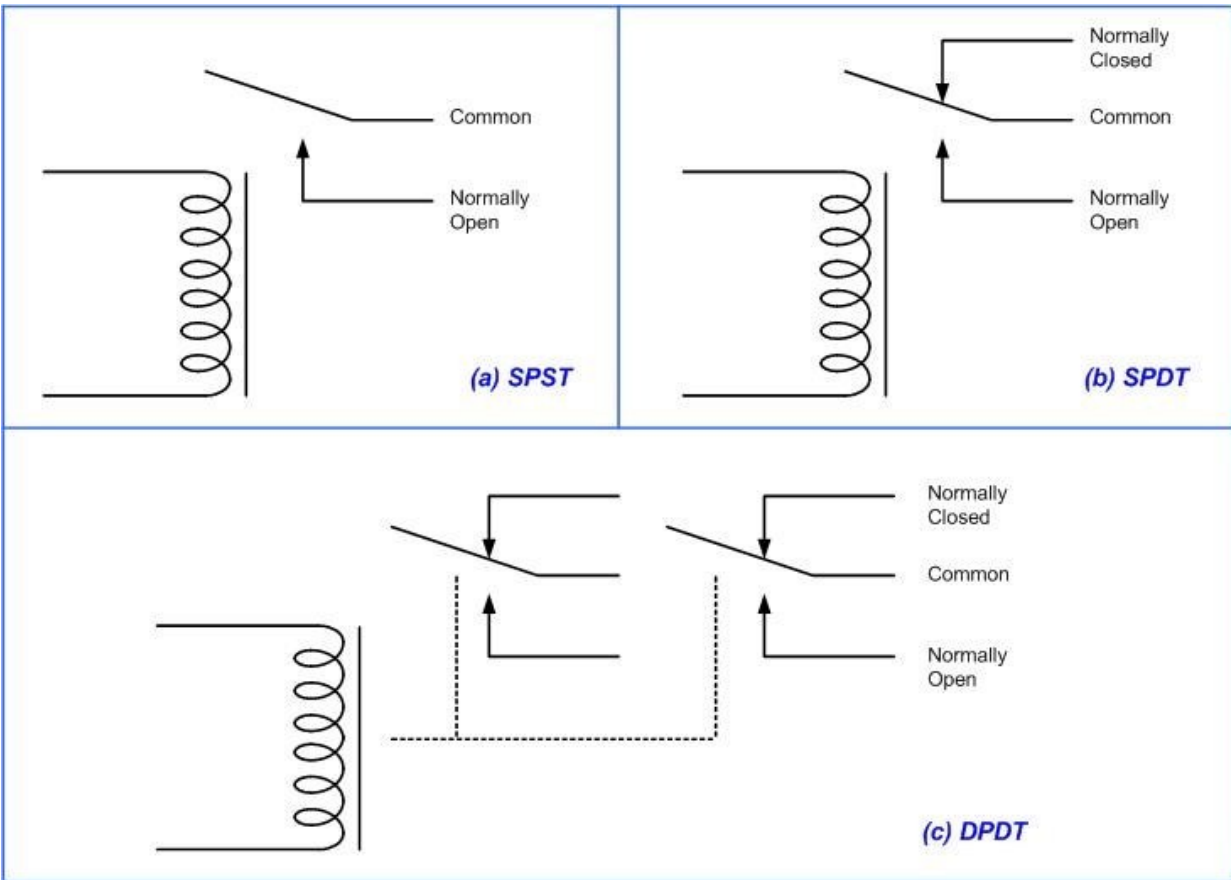 Common
Normally
Open
(a) SPST
Normally
Closed
Common
Normally
Open
(b) SPDT
Normally
Closed
Common
Normally
Open
(c) DPDT